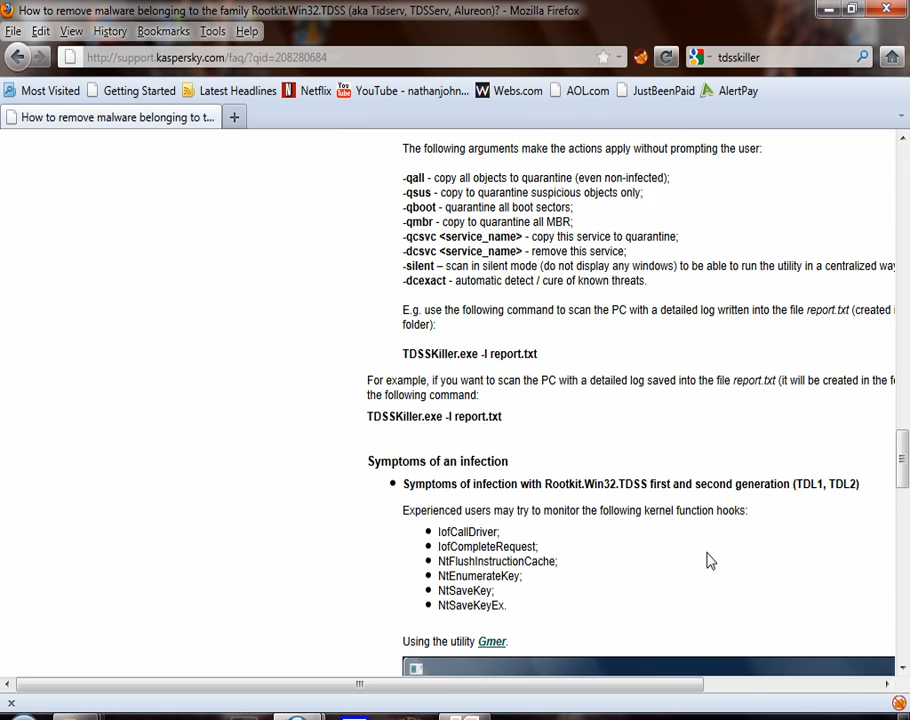 How to remove malware belonging to the family Rootkit.Win32.TDSS (aka Tidserv, TDSServ, Alureon)? - Mozilla Firefox
File Edit View History Bookmarks Tools Help
http://support.kaspersky.com/faq/?qid=208280684 tdsskiller
Most Visited Getting Started Latest Headlines Netflix YouTube - nathanjohn... Webs.com AOL.com JustBeenPaid AlertPay
How to remove malware belonging to t...
The following arguments make the actions apply without prompting the user:
-qall - copy all objects to quarantine (even non-infected);
-qsus - copy to quarantine suspicious objects only;
-qboot - quarantine all boot sectors;
-qmbr - copy to quarantine all MBR;
-qcsvc <service_name> - copy this service to quarantine;
-dcsvc <service_name> - remove this service;
-silent – scan in silent mode (do not display any windows) to be able to run the utility in a centralized way
-dcexact - automatic detect / cure of known threats.
E.g. use the following command to scan the PC with a detailed log written into the file report.txt (created i
folder):
TDSSKiller.exe -l report.txt
For example, if you want to scan the PC with a detailed log saved into the file report.txt (it will be created in the f
the following command:
TDSSKiller.exe -l report.txt
Symptoms of an infection
Symptoms of infection with Rootkit.Win32.TDSS first and second generation (TDL1, TDL2)
Experienced users may try to monitor the following kernel function hooks:
IofCallDriver;
IofCompleteRequest;
NtFlushInstructionCache;
NtEnumerateKey;
NtSaveKey;
NtSaveKeyEx.
Using the utility Gmer.